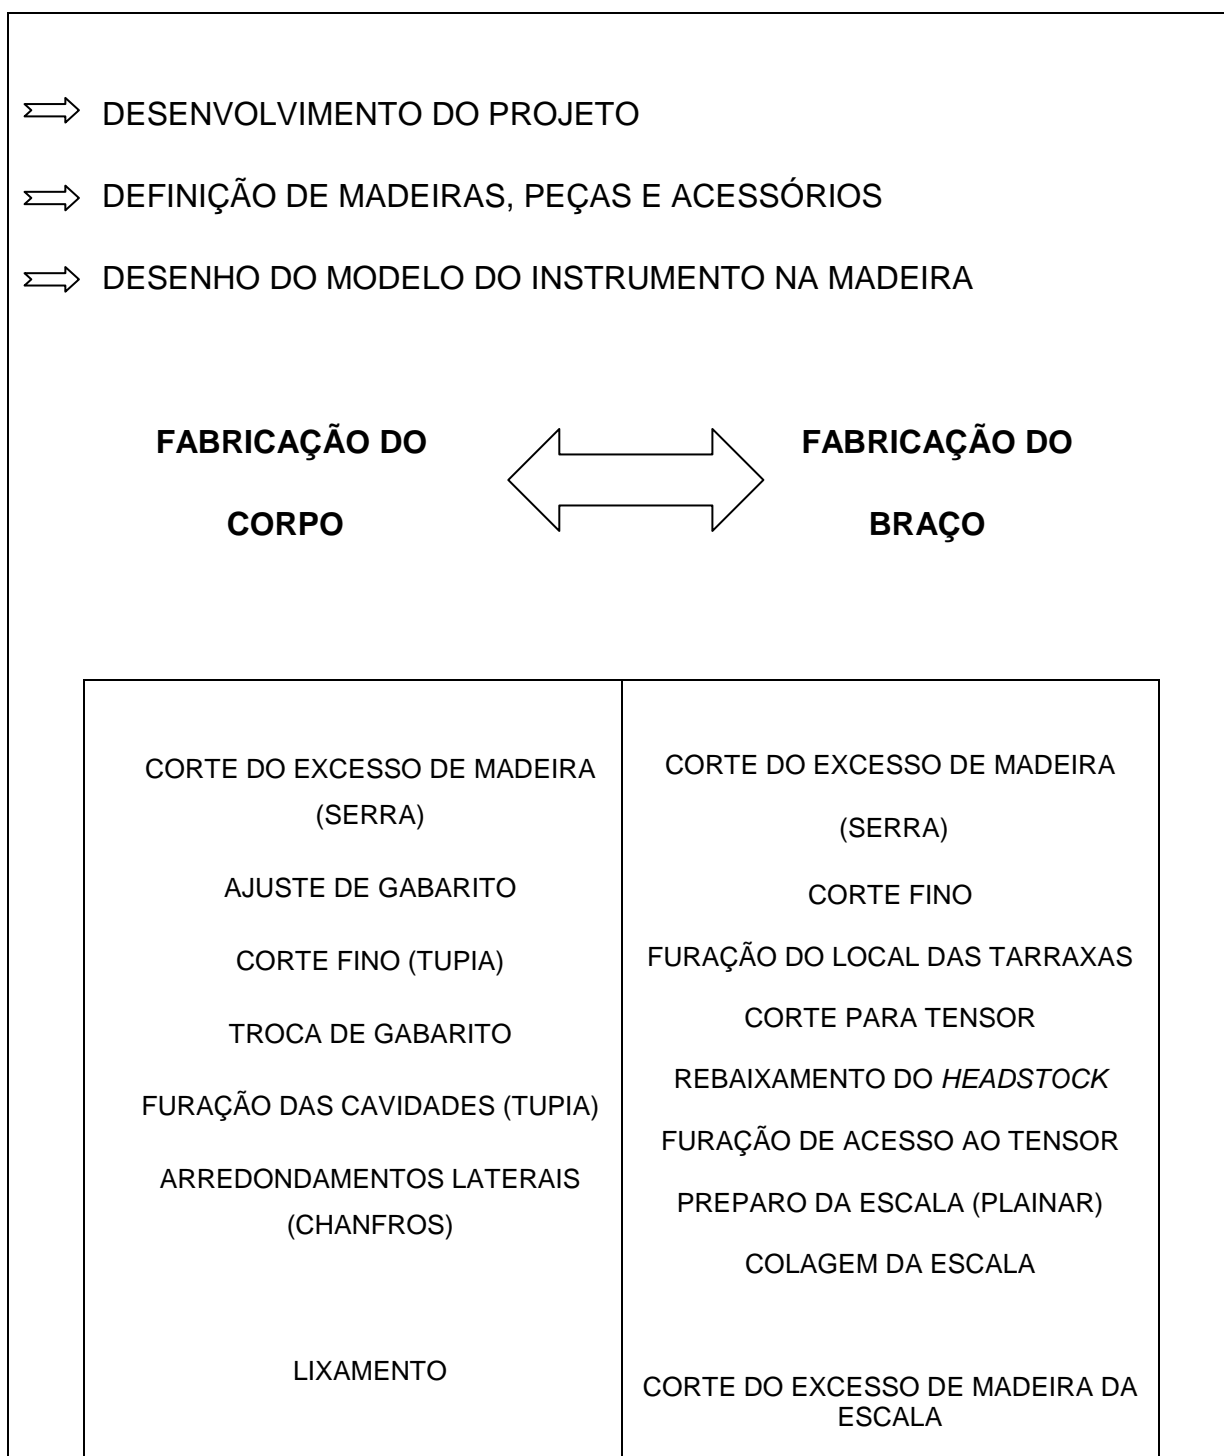 DESENVOLVIMENTO DO PROJETO
DEFINIÇÃO DE MADEIRAS, PEÇAS E ACESSÓRIOS
DESENHO DO MODELO DO INSTRUMENTO NA MADEIRA
FABRICAÇÃO DO
CORPO
FABRICAÇÃO DO
BRAÇO
CORTE DO EXCESSO DE MADEIRA
(SERRA)
AJUSTE DE GABARITO
CORTE FINO (TUPIA)
TROCA DE GABARITO
FURAÇÃO DAS CAVIDADES (TUPIA)
ARREDONDAMENTOS LATERAIS
(CHANFROS)
LIXAMENTO
CORTE DO EXCESSO DE MADEIRA
(SERRA)
CORTE FINO
FURAÇÃO DO LOCAL DAS TARRAXAS
CORTE PARA TENSOR
REBAIXAMENTO DO HEADSTOCK
FURAÇÃO DE ACESSO AO TENSOR
PREPARO DA ESCALA (PLAINAR)
COLAGEM DA ESCALA
CORTE DO EXCESSO DE MADEIRA DA
ESCALA